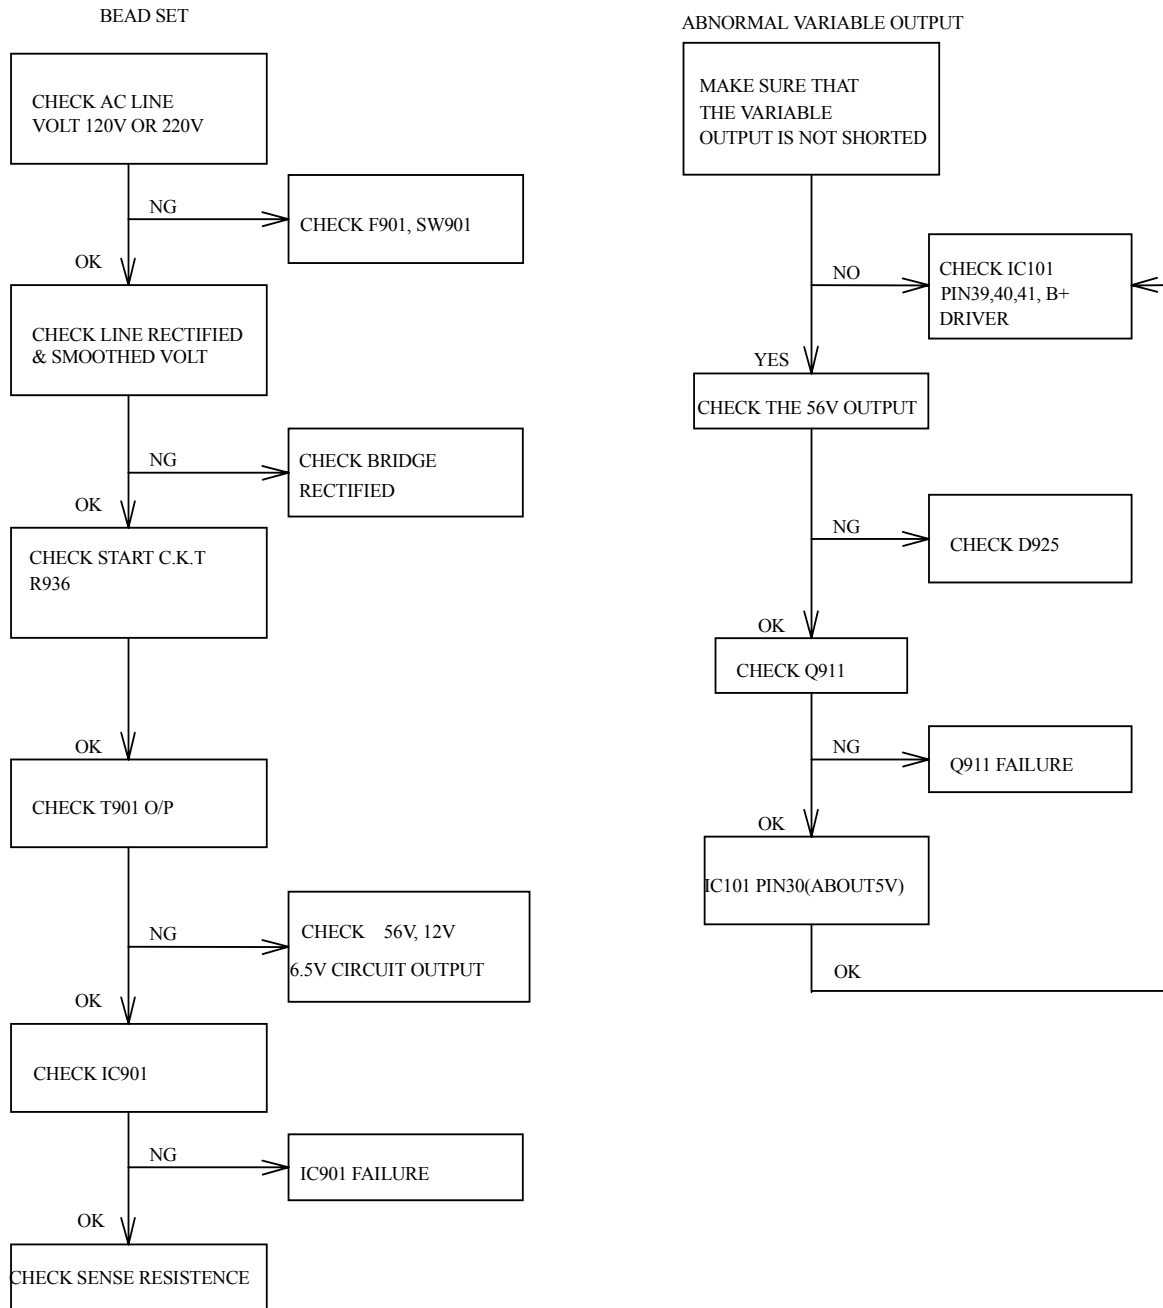 BEAD SET
CHECK AC LINE
VOLT 120V OR 220V
NG
CHECK F901, SW901
OK
CHECK LINE RECTIFIED
& SMOOTHED VOLT
NG
CHECK BRIDGE
RECTIFIED
OK
CHECK START C.K.T
R936
OK
CHECK T901 O/P
NG
CHECK 56V, 12V
6.5V CIRCUIT OUTPUT
OK
CHECK IC901
NG
IC901 FAILURE
OK
CHECK SENSE RESISTENCE
ABNORMAL VARIABLE OUTPUT
MAKE SURE THAT
THE VARIABLE
OUTPUT IS NOT SHORTED
NO
CHECK IC101
PIN39,40,41, B+
DRIVER
YES
CHECK THE 56V OUTPUT
NG
CHECK D925
OK
CHECK Q911
NG
Q911 FAILURE
OK
IC101 PIN30(ABOUT5V)
OK